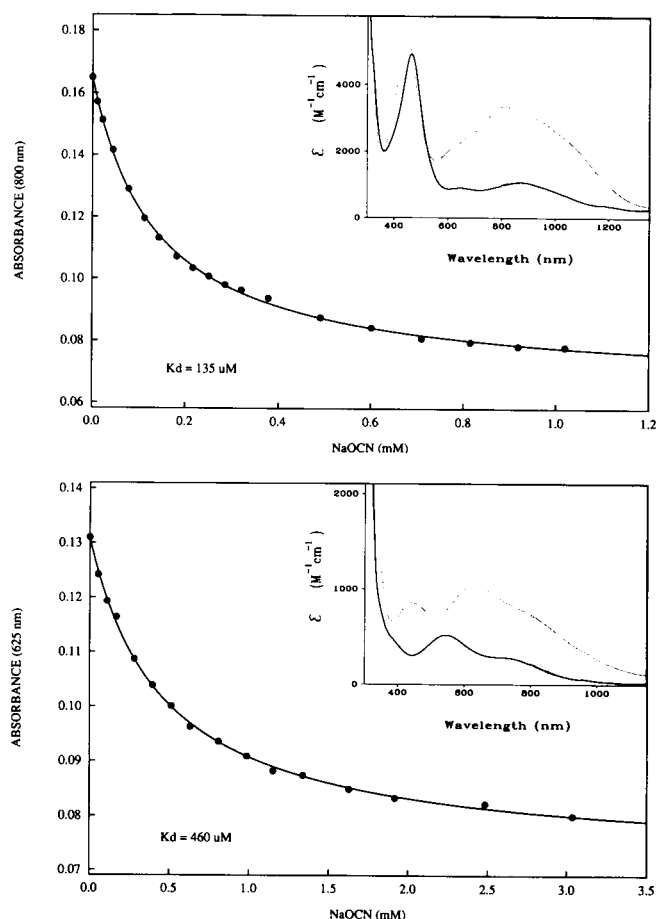 0.18
0.16
0.14
0.12
0.10
0.08
0.06
ABSORBANCE (800 nm)
Kd = 135 uM
0.0 0.2 0.4 0.6 0.8 1.0 1.2
NaOCN (mM)
ε (M⁻¹cm⁻¹)
4000
2000
0
400 600 800 1000 1200
Wavelength (nm)
0.14
0.13
0.12
0.11
0.10
0.09
0.08
0.07
ABSORBANCE (625 nm)
Kd = 460 uM
0.0 0.5 1.0 1.5 2.0 2.5 3.0 3.5
NaOCN (mM)
ε (M⁻¹cm⁻¹)
2000
1000
0
400 600 800 1000
Wavelength (nm)